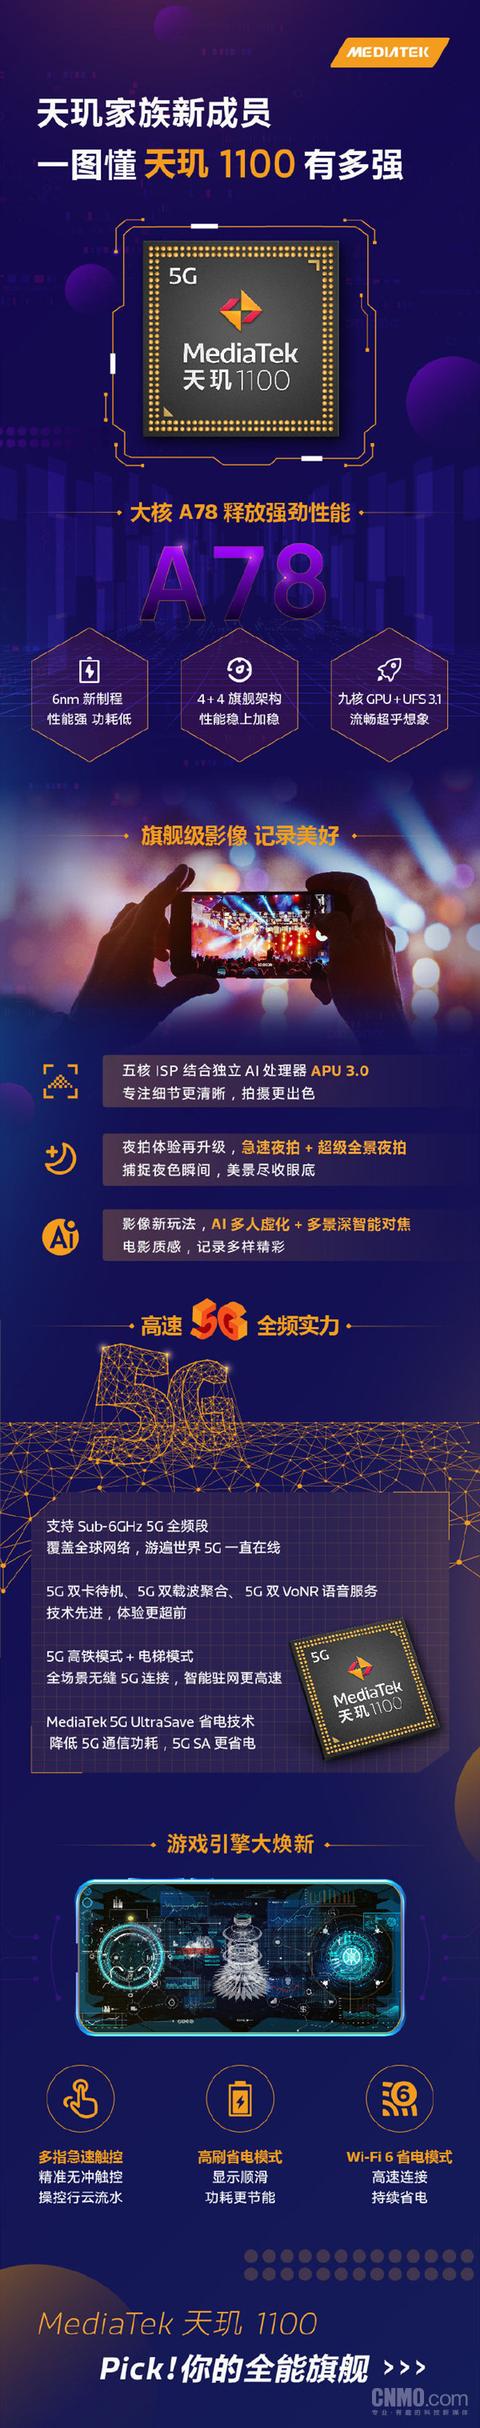 MEDIATEK
天玑家族新成员
一图懂 天玑 1100 有多强
5G
MediaTek
天玑1100
大核 A78 释放强劲性能
A78
6nm 新制程
性能强 功耗低
4+4 旗舰架构
性能稳上加稳
九核 GPU+UFS 3.1
流畅超乎想象
旗舰级影像 记录美好
五核 ISP 结合独立 AI 处理器 APU 3.0
专注细节更清晰，拍摄更出色
夜拍体验再升级，急速夜拍 + 超级全景夜拍
捕捉夜色瞬间，美景尽收眼底
Ai
影像新玩法，AI 多人虚化 + 多景深智能对焦
电影质感，记录多样精彩
高速 5G 全频实力
5G
支持 Sub-6GHz 5G 全频段
覆盖全球网络，游遍世界 5G 一直在线
5G 双卡待机、5G 双载波聚合、5G 双 VoNR 语音服务
技术先进，体验更超前
5G 高铁模式 + 电梯模式
全场景无缝 5G 连接，智能驻网更高速
MediaTek 5G UltraSave 省电技术
降低 5G 通信功耗，5G SA 更省电
5G
MediaTek
天玑1100
游戏引擎大焕新
6
多指急速触控
精准无冲触控
操控行云流水
高刷省电模式
显示顺滑
功耗更节能
Wi-Fi 6 省电模式
高速连接
持续省电
MediaTek 天玑 1100
Pick!你的全能旗舰 >>>
CNMO.com
专业·有趣的科技新媒体